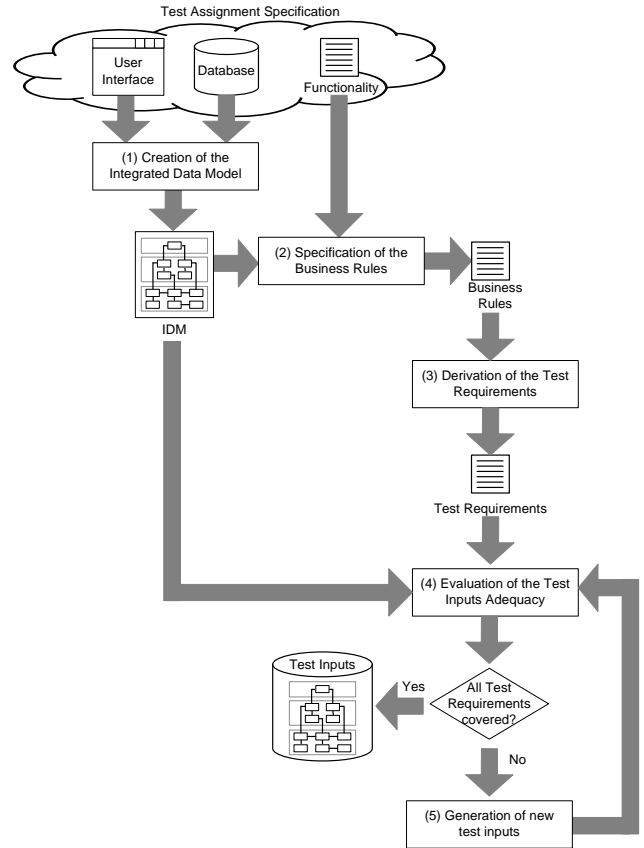 Test Assignment Specification
User
Interface
Database
Functionality
(1) Creation of the
Integrated Data Model
IDM
(2) Specification of the
Business Rules
Business
Rules
(3) Derivation of the Test
Requirements
Test Requirements
(4) Evaluation of the Test
Inputs Adequacy
Test Inputs
Yes
All Test
Requirements
covered?
No
(5) Generation of new
test inputs